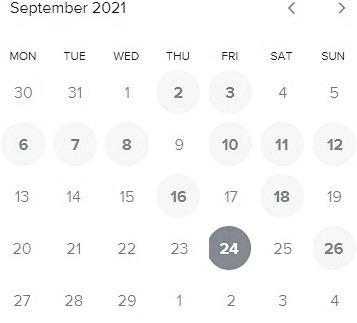 September 2021
MON TUE WED THU FRI SAT SUN
30 31 1 2 3 4 5
6 7 8 9 10 11 12
13 14 15 16 17 18 19
20 21 22 23 24 25 26
27 28 29 1 2 3 4